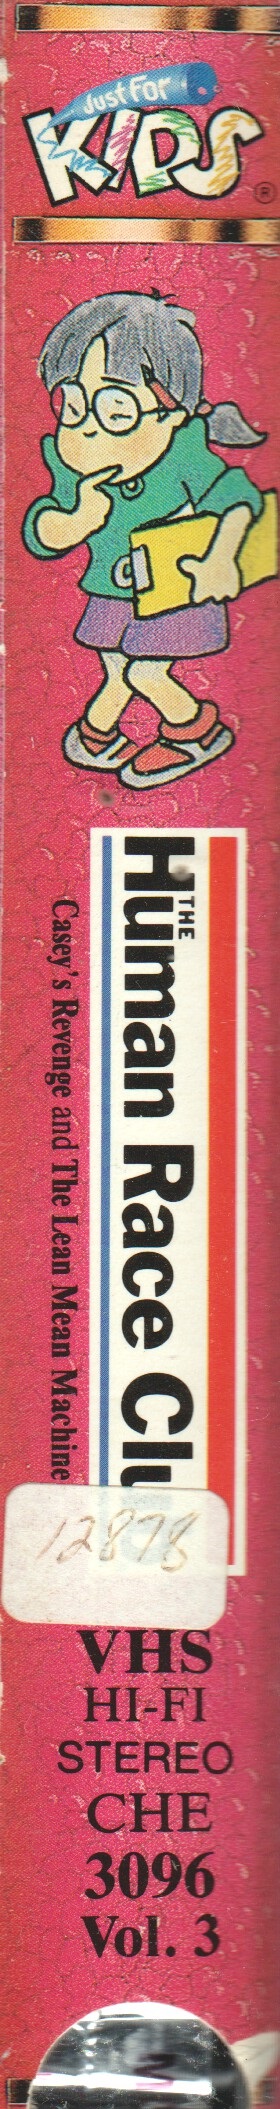 Just For
KIDS
®
THE
Human Race Club
Casey's Revenge and The Lean Mean Machine
12878
VHS
HI-FI
STEREO
CHE
3096
Vol. 3